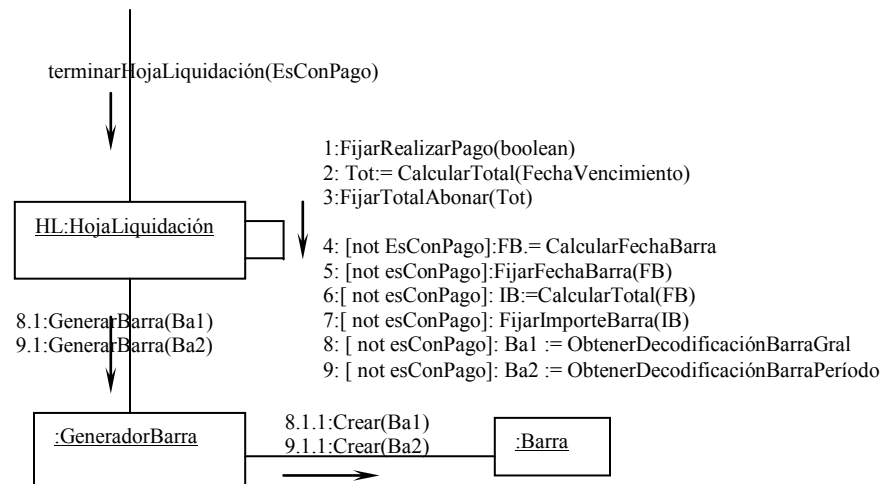 terminarHojaLiquidación(EsConPago)
1:FijarRealizarPago(boolean)
2: Tot:= CalcularTotal(FechaVencimiento)
3:FijarTotalAbonar(Tot)
HL:HojaLiquidación
4: [not EsConPago]:FB.= CalcularFechaBarra
5: [not esConPago]:FijarFechaBarra(FB)
6:[ not esConPago]: IB:=CalcularTotal(FB)
7:[ not esConPago]: FijarImporteBarra(IB)
8: [ not esConPago]: Ba1 := ObtenerDecodificaciónBarraGral
9: [ not esConPago]: Ba2 := ObtenerDecodificaciónBarraPeríodo
8.1:GenerarBarra(Ba1)
9.1:GenerarBarra(Ba2)
:GeneradorBarra
8.1.1:Crear(Ba1)
9.1.1:Crear(Ba2)
:Barra